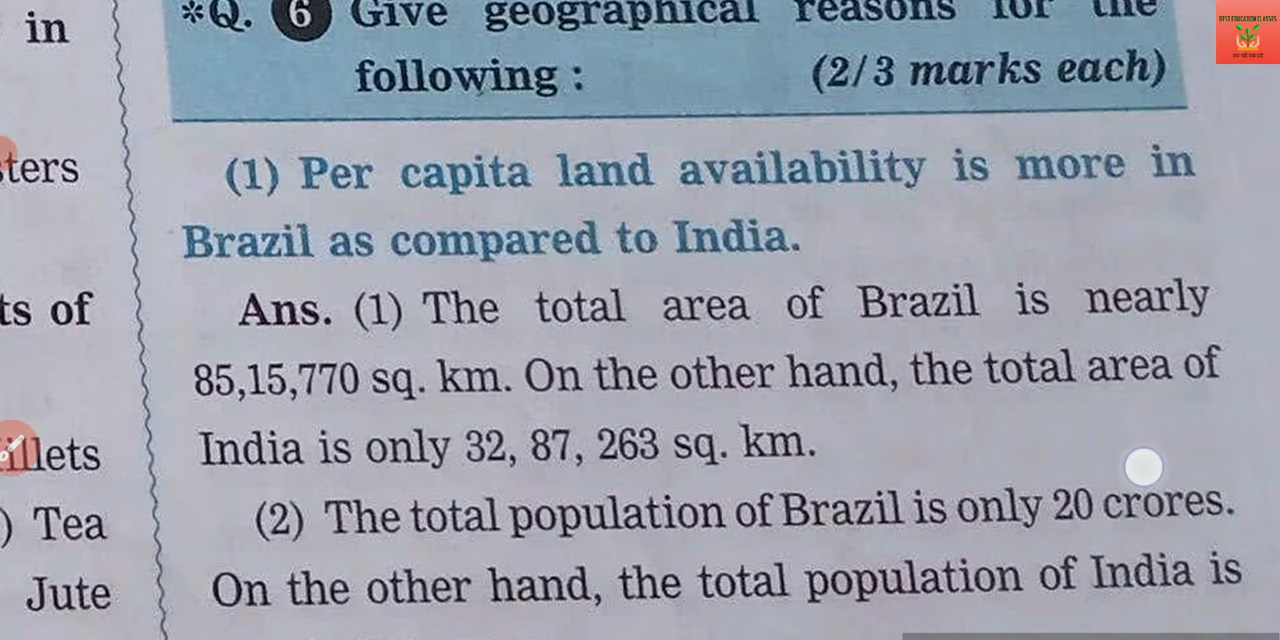 *Q. 6 Give geographical reasons for the
following : (2/3 marks each)
(1) Per capita land availability is more in
Brazil as compared to India.
Ans. (1) The total area of Brazil is nearly
85,15,770 sq. km. On the other hand, the total area of
India is only 32, 87, 263 sq. km.
(2) The total population of Brazil is only 20 crores.
On the other hand, the total population of India is
in
ters
ts of
illets
) Tea
Jute
BEST EDUCATION CLASSES